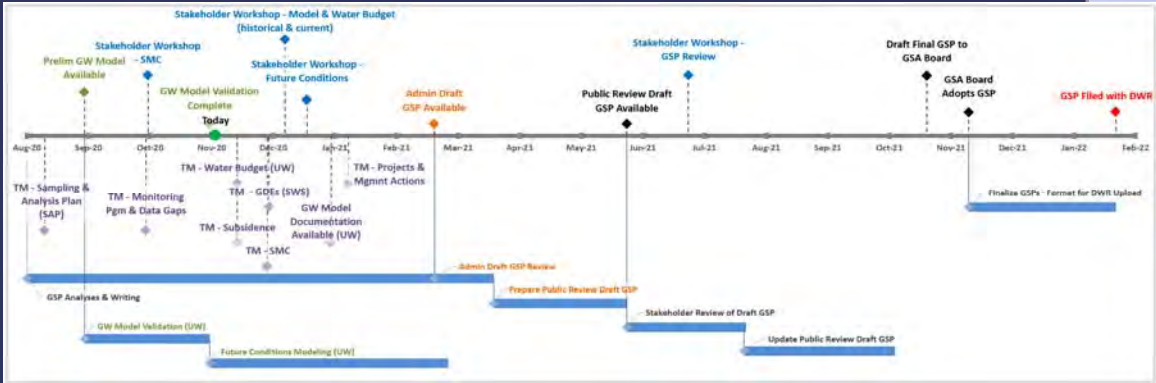 Stakeholder Workshop - Model & Water Budget
(historical & current)
Stakeholder Workshop
- SMC
Prelim GW Model
Available
Stakeholder Workshop -
Future Conditions
GW Model Validation
Complete
Today
Admin Draft
GSP Available
Public Review Draft
GSP Available
Stakeholder Workshop -
GSP Review
Draft Final GSP to
GSA Board
GSA Board
Adopts GSP
GSP Filed with DWR
Aug-20
Sep-20
Oct-20
Nov-20
Dec-20
Jan-21
Feb-21
Mar-21
Apr-21
May-21
Jun-21
Jul-21
Aug-21
Sep-21
Oct-21
Nov-21
Dec-21
Jan-22
Feb-22
TM - Sampling &
Analysis Plan
(SAP)
TM - Monitoring
Pgm & Data Gaps
TM - Water Budget (UW)
TM - GDEs (SWS)
TM - Subsidence
TM - SMC
GW Model
Documentation
Available (UW)
TM - Projects &
Mgmnt Actions
Finalize GSPs - Format for DWR Upload
Admin Draft GSP Review
GSP Analyses & Writing
Prepare Public Review Draft GSP
Stakeholder Review of Draft GSP
GW Model Validation (UW)
Update Public Review Draft GSP
Future Conditions Modeling (UW)